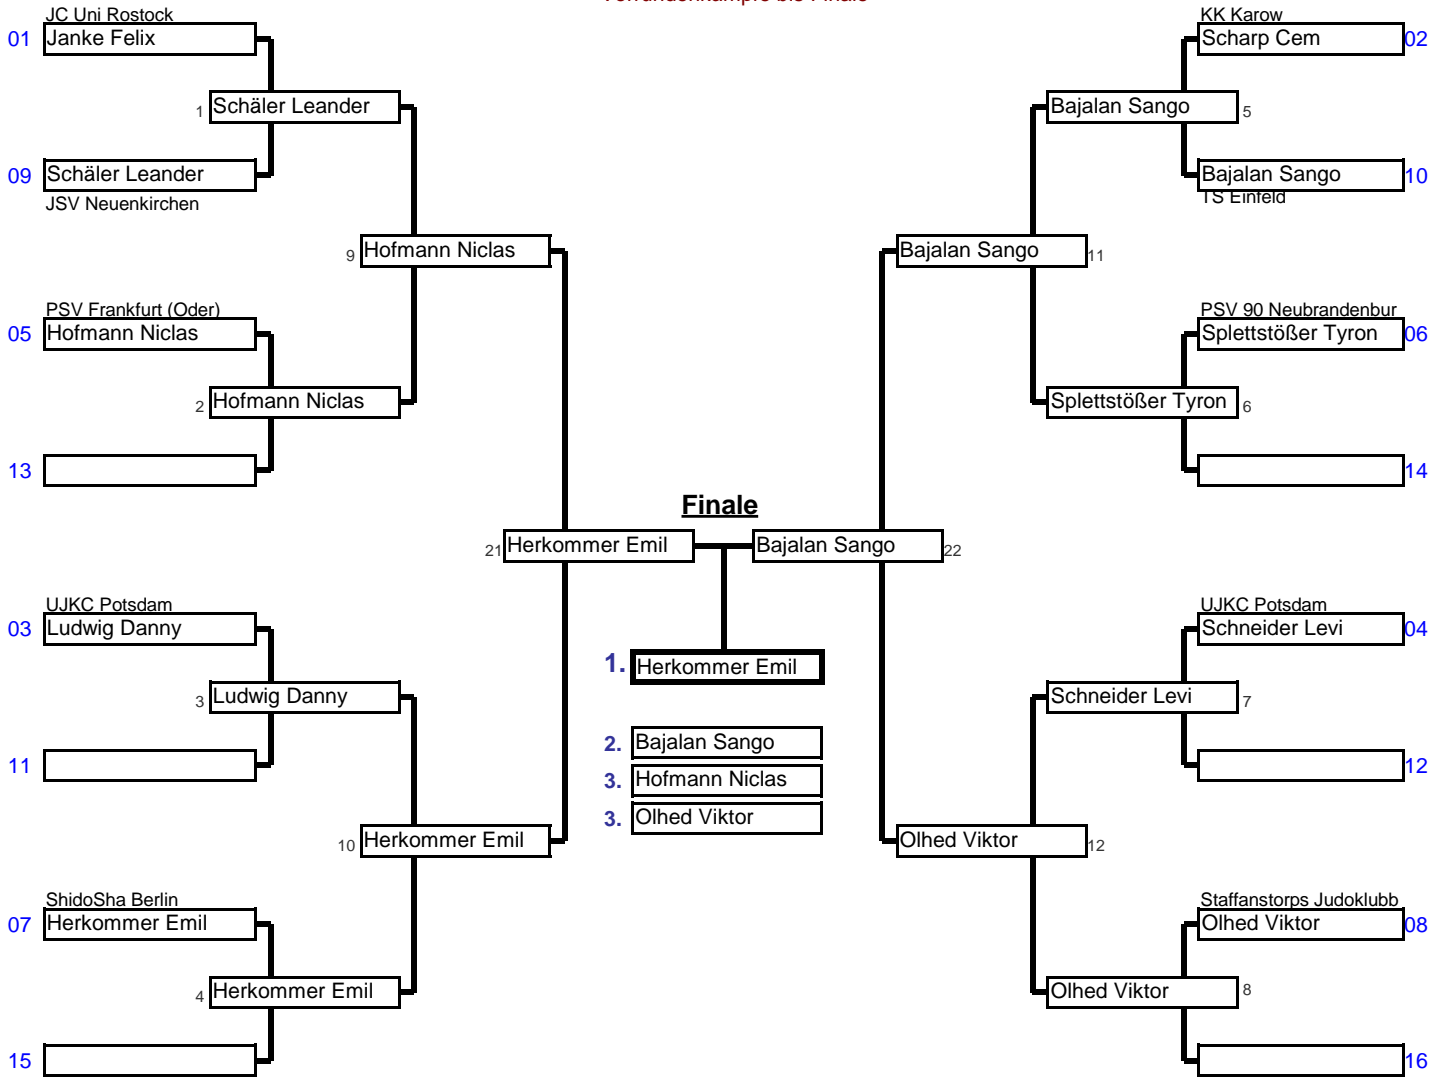 Vorrundenkämpfe bis Finale
JC Uni Rostock
01 Janke Felix
1 Schäler Leander
09 Schäler Leander
JSV Neuenkirchen
9 Hofmann Niclas
PSV Frankfurt (Oder)
05 Hofmann Niclas
2 Hofmann Niclas
13
21 Herkommer Emil
UJKC Potsdam
03 Ludwig Danny
3 Ludwig Danny
11
10 Herkommer Emil
ShidoSha Berlin
07 Herkommer Emil
4 Herkommer Emil
15
Finale
1. Herkommer Emil
2. Bajalan Sango
3. Hofmann Niclas
3. Olhed Viktor
KK Karow
Scharp Cem 02
Bajalan Sango 5
Bajalan Sango 10
TS Einfeld
Bajalan Sango 11
PSV 90 Neubrandenbur
Splettstößer Tyron 06
Splettstößer Tyron 6
14
Bajalan Sango 22
UJKC Potsdam
Schneider Levi 04
Schneider Levi 7
12
Olhed Viktor 12
Staffanstorps Judoklubb
Olhed Viktor 08
Olhed Viktor 8
16